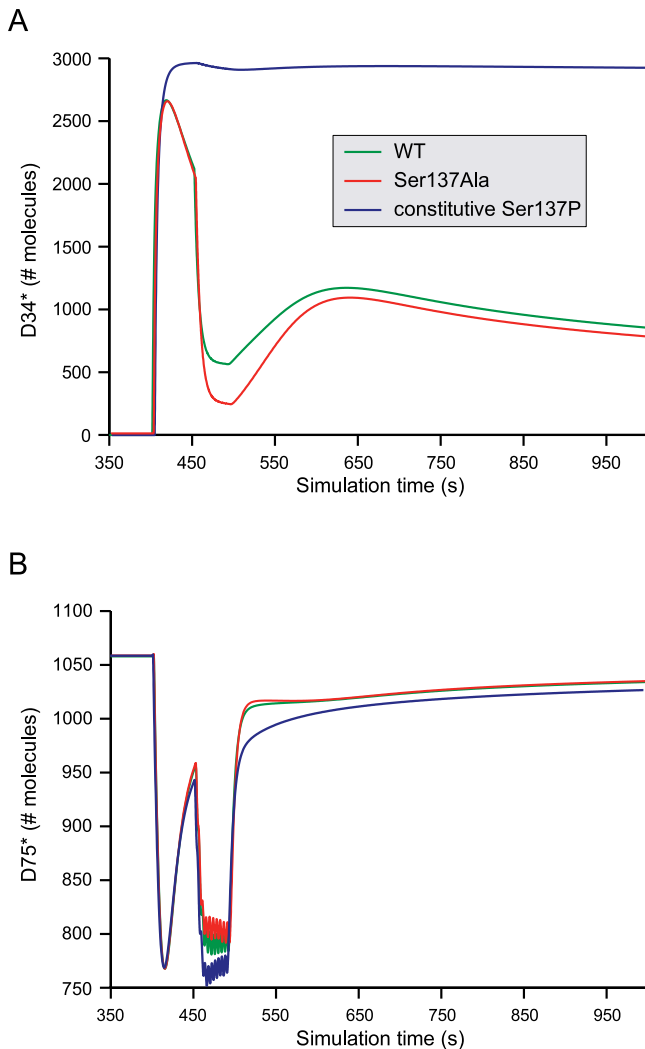 A
3000
2500
2000
1500
1000
500
0
D34* (# molecules)
WT
Ser137Ala
constitutive Ser137P
350 450 550 650 750 850 950
Simulation time (s)
B
1100
1050
1000
950
900
850
800
750
D75* (# molecules)
350 450 550 650 750 850 950
Simulation time (s)